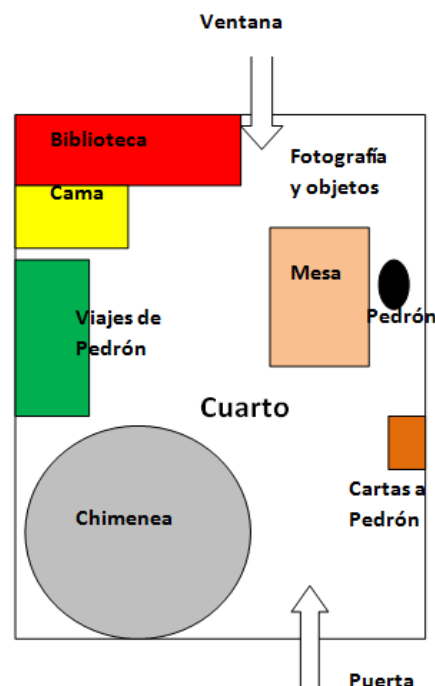 Ventana
Biblioteca
Fotografía
y objetos
Cama
Mesa
Viajes de
Pedrón
Pedrón
Cuarto
Chimenea
Cartas a
Pedrón
Puerta